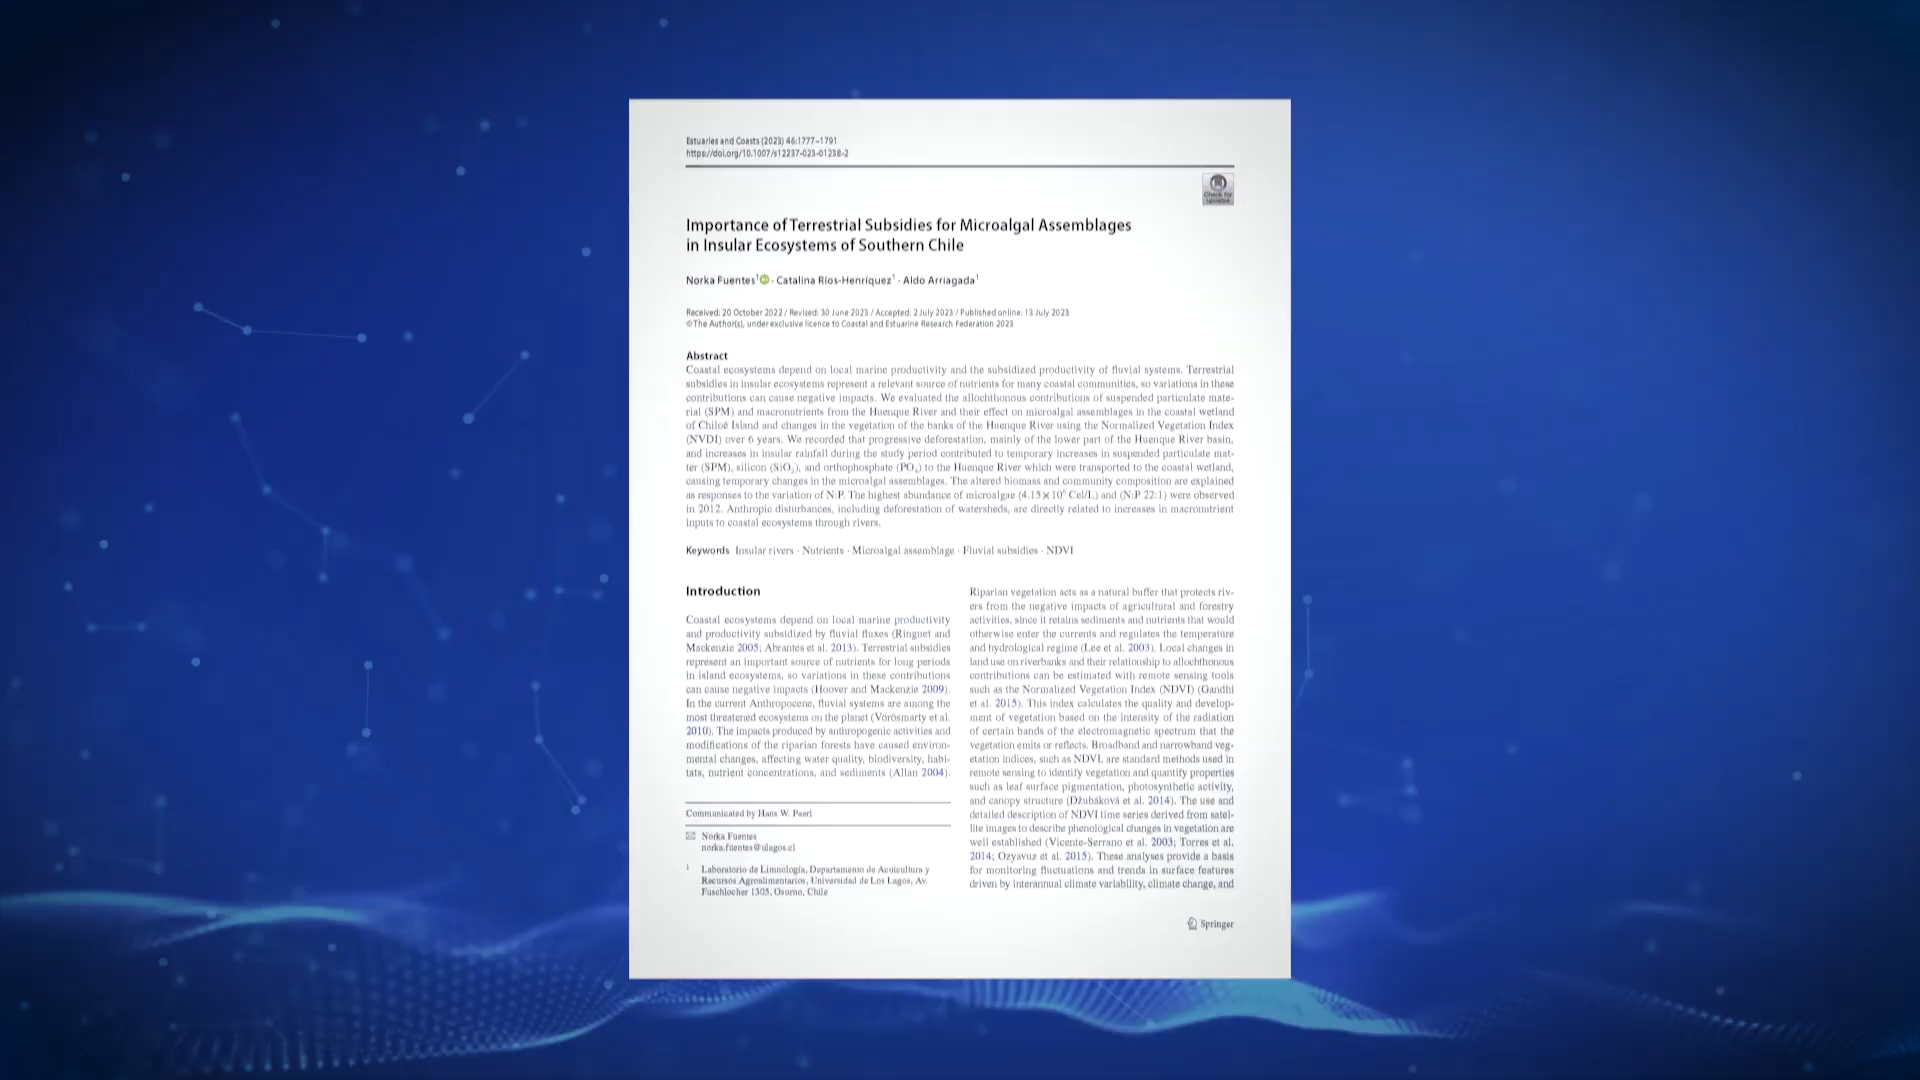 Estuaries and Coasts (2023) 46:1777–1791
https://doi.org/10.1007/s12237-023-01238-2
Check for
updates
Importance of Terrestrial Subsidies for Microalgal Assemblages
in Insular Ecosystems of Southern Chile
Norka Fuentes¹ · Catalina Ríos-Henríquez¹ · Aldo Arriagada¹
Received: 20 October 2022 / Revised: 30 June 2023 / Accepted: 2 July 2023 / Published online: 13 July 2023
© The Author(s), under exclusive licence to Coastal and Estuarine Research Federation 2023
Abstract
Coastal ecosystems depend on local marine productivity and the subsidized productivity of fluvial systems. Terrestrial
subsidies in insular ecosystems represent a relevant source of nutrients for many coastal communities, so variations in these
contributions can cause negative impacts. We evaluated the allochthonous contributions of suspended particulate mate-
rial (SPM) and macronutrients from the Huenque River and their effect on microalgal assemblages in the coastal wetland
of Chiloé Island and changes in the vegetation of the banks of the Huenque River using the Normalized Vegetation Index
(NVDI) over 6 years. We recorded that progressive deforestation, mainly of the lower part of the Huenque River basin,
and increases in insular rainfall during the study period contributed to temporary increases in suspended particulate mat-
ter (SPM), silicon (SiO₂), and orthophosphate (PO₄) to the Huenque River which were transported to the coastal wetland,
causing temporary changes in the microalgal assemblages. The altered biomass and community composition are explained
as responses to the variation of N:P. The highest abundance of microalgae (4.15 × 10⁶ Cel/L) and (N:P 22:1) were observed
in 2012. Anthropic disturbances, including deforestation of watersheds, are directly related to increases in macronutrient
inputs to coastal ecosystems through rivers.
Keywords Insular rivers · Nutrients · Microalgal assemblage · Fluvial subsidies · NDVI
Introduction
Coastal ecosystems depend on local marine productivity
and productivity subsidized by fluvial fluxes (Ringuet and
Mackenzie 2005; Abrantes et al. 2013). Terrestrial subsidies
represent an important source of nutrients for long periods
in island ecosystems, so variations in these contributions
can cause negative impacts (Hoover and Mackenzie 2009).
In the current Anthropocene, fluvial systems are among the
most threatened ecosystems on the planet (Vörösmarty et al.
2010). The impacts produced by anthropogenic activities and
modifications of the riparian forests have caused environ-
mental changes, affecting water quality, biodiversity, habi-
tats, nutrient concentrations, and sediments (Allan 2004).
Communicated by Hans W. Paerl
Norka Fuentes
norka.fuentes@ulagos.cl
1 Laboratorio de Limnología, Departamento de Acuicultura y
Recursos Agroalimentarios, Universidad de Los Lagos, Av.
Fuschlocher 1305, Osorno, Chile
Riparian vegetation acts as a natural buffer that protects riv-
ers from the negative impacts of agricultural and forestry
activities, since it retains sediments and nutrients that would
otherwise enter the currents and regulates the temperature
and hydrological regime (Lee et al. 2003). Local changes in
land use on riverbanks and their relationship to allochthonous
contributions can be estimated with remote sensing tools
such as the Normalized Vegetation Index (NDVI) (Gandhi
et al. 2015). This index calculates the quality and develop-
ment of vegetation based on the intensity of the radiation
of certain bands of the electromagnetic spectrum that the
vegetation emits or reflects. Broadband and narrowband veg-
etation indices, such as NDVI, are standard methods used in
remote sensing to identify vegetation and quantify properties
such as leaf surface pigmentation, photosynthetic activity,
and canopy structure (Džubáková et al. 2014). The use and
detailed description of NDVI time series derived from satel-
lite images to describe phenological changes in vegetation are
well established (Vicente-Serrano et al. 2003; Torres et al.
2014; Ozyavuz et al. 2015). These analyses provide a basis
for monitoring fluctuations and trends in surface features
driven by interannual climate variability, climate change, and
Springer